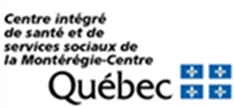 Centre intégré
de santé et de
services sociaux de
la Montérégie-Centre
Québec